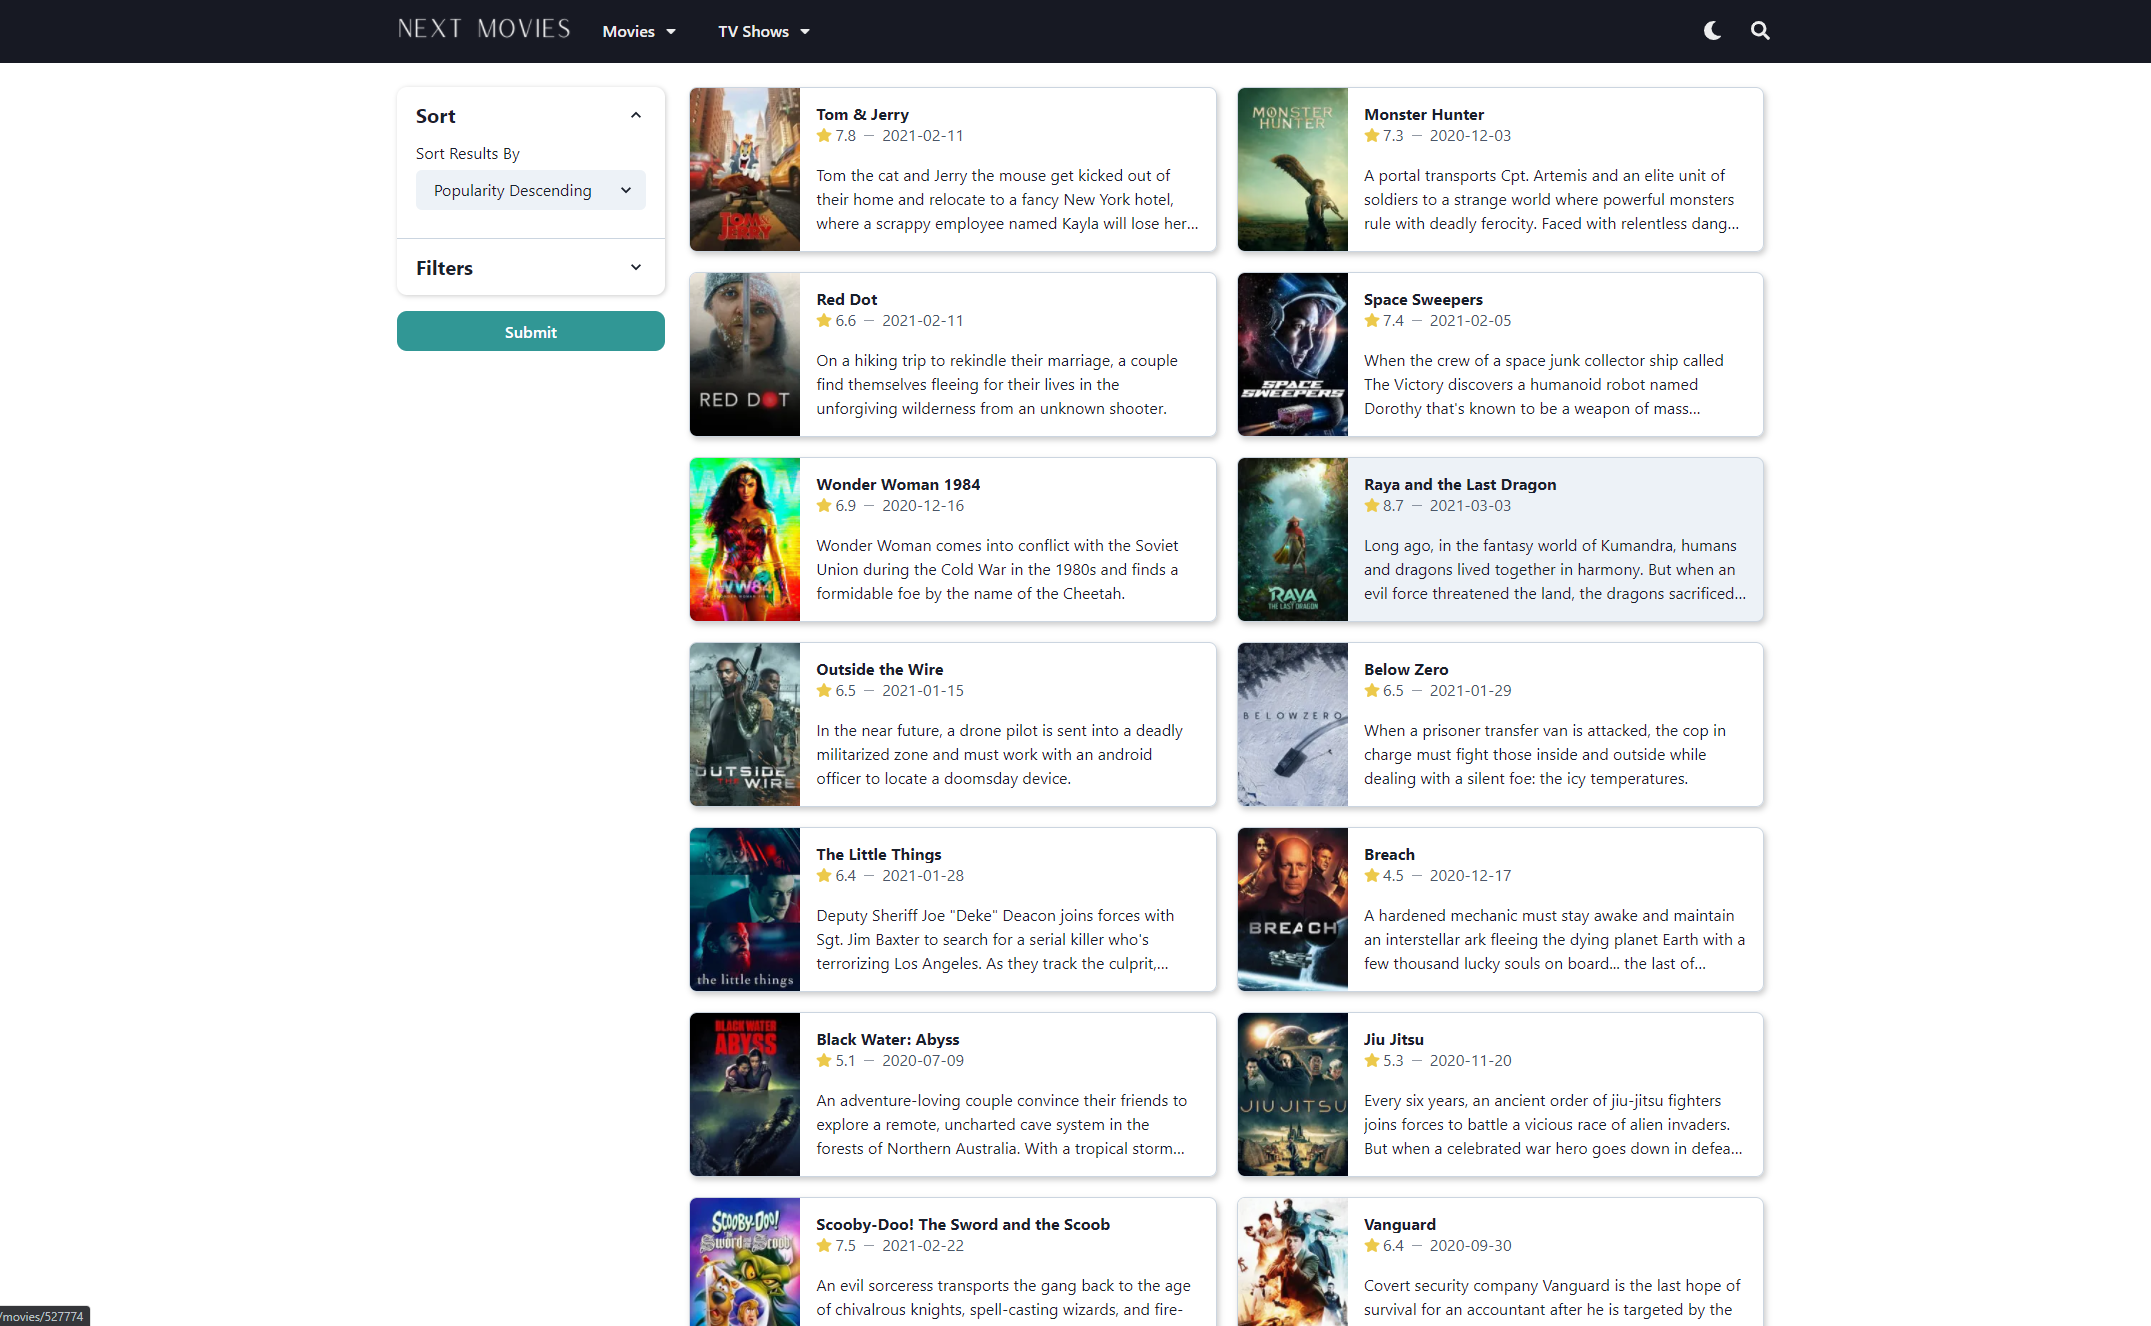 NEXT MOVIES
Movies
TV Shows
Sort
Sort Results By
Popularity Descending
Filters
Submit
TOM & JERRY
Tom & Jerry
7.8 — 2021-02-11
Tom the cat and Jerry the mouse get kicked out of
their home and relocate to a fancy New York hotel,
where a scrappy employee named Kayla will lose her...
MONSTER
HUNTER
Monster Hunter
7.3 — 2020-12-03
A portal transports Cpt. Artemis and an elite unit of
soldiers to a strange world where powerful monsters
rule with deadly ferocity. Faced with relentless dang...
RED DOT
Red Dot
6.6 — 2021-02-11
On a hiking trip to rekindle their marriage, a couple
find themselves fleeing for their lives in the
unforgiving wilderness from an unknown shooter.
SPACE
SWEEPERS
Space Sweepers
7.4 — 2021-02-05
When the crew of a space junk collector ship called
The Victory discovers a humanoid robot named
Dorothy that's known to be a weapon of mass...
WW84
Wonder Woman 1984
6.9 — 2020-12-16
Wonder Woman comes into conflict with the Soviet
Union during the Cold War in the 1980s and finds a
formidable foe by the name of the Cheetah.
RAYA
THE LAST DRAGON
Raya and the Last Dragon
8.7 — 2021-03-03
Long ago, in the fantasy world of Kumandra, humans
and dragons lived together in harmony. But when an
evil force threatened the land, the dragons sacrificed...
OUTSIDE
THE WIRE
Outside the Wire
6.5 — 2021-01-15
In the near future, a drone pilot is sent into a deadly
militarized zone and must work with an android
officer to locate a doomsday device.
BELOWZERO
Below Zero
6.5 — 2021-01-29
When a prisoner transfer van is attacked, the cop in
charge must fight those inside and outside while
dealing with a silent foe: the icy temperatures.
the little things
The Little Things
6.4 — 2021-01-28
Deputy Sheriff Joe "Deke" Deacon joins forces with
Sgt. Jim Baxter to search for a serial killer who's
terrorizing Los Angeles. As they track the culprit,...
BREACH
Breach
4.5 — 2020-12-17
A hardened mechanic must stay awake and maintain
an interstellar ark fleeing the dying planet Earth with a
few thousand lucky souls on board... the last of...
BLACK WATER
ABYSS
Black Water: Abyss
5.1 — 2020-07-09
An adventure-loving couple convince their friends to
explore a remote, uncharted cave system in the
forests of Northern Australia. With a tropical storm...
JIU JITSU
Jiu Jitsu
5.3 — 2020-11-20
Every six years, an ancient order of jiu-jitsu fighters
joins forces to battle a vicious race of alien invaders.
But when a celebrated war hero goes down in defea...
SCOOBY-DOO!
The Sword and the Scoob
Scooby-Doo! The Sword and the Scoob
7.5 — 2021-02-22
An evil sorceress transports the gang back to the age
of chivalrous knights, spell-casting wizards, and fire-
Vanguard
6.4 — 2020-09-30
Covert security company Vanguard is the last hope of
survival for an accountant after he is targeted by the
/movies/527774